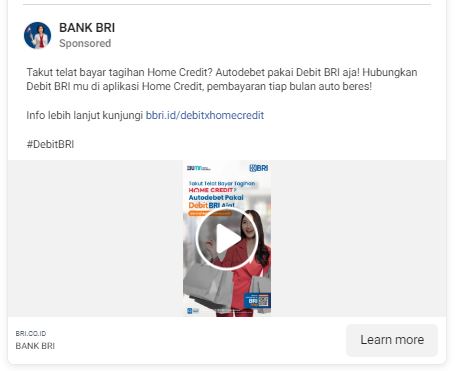 BANK BRI
Sponsored
Takut telat bayar tagihan Home Credit? Autodebet pakai Debit BRI aja! Hubungkan
Debit BRI mu di aplikasi Home Credit, pembayaran tiap bulan auto beres!
Info lebih lanjut kunjungi bbri.id/debitxhomecredit
#DebitBRI
BRI
Takut Telat Bayar Tagihan
HOME CREDIT?
Autodebet Pakai
Debit BRI Aja!
BRI.CO.ID
BANK BRI
Learn more